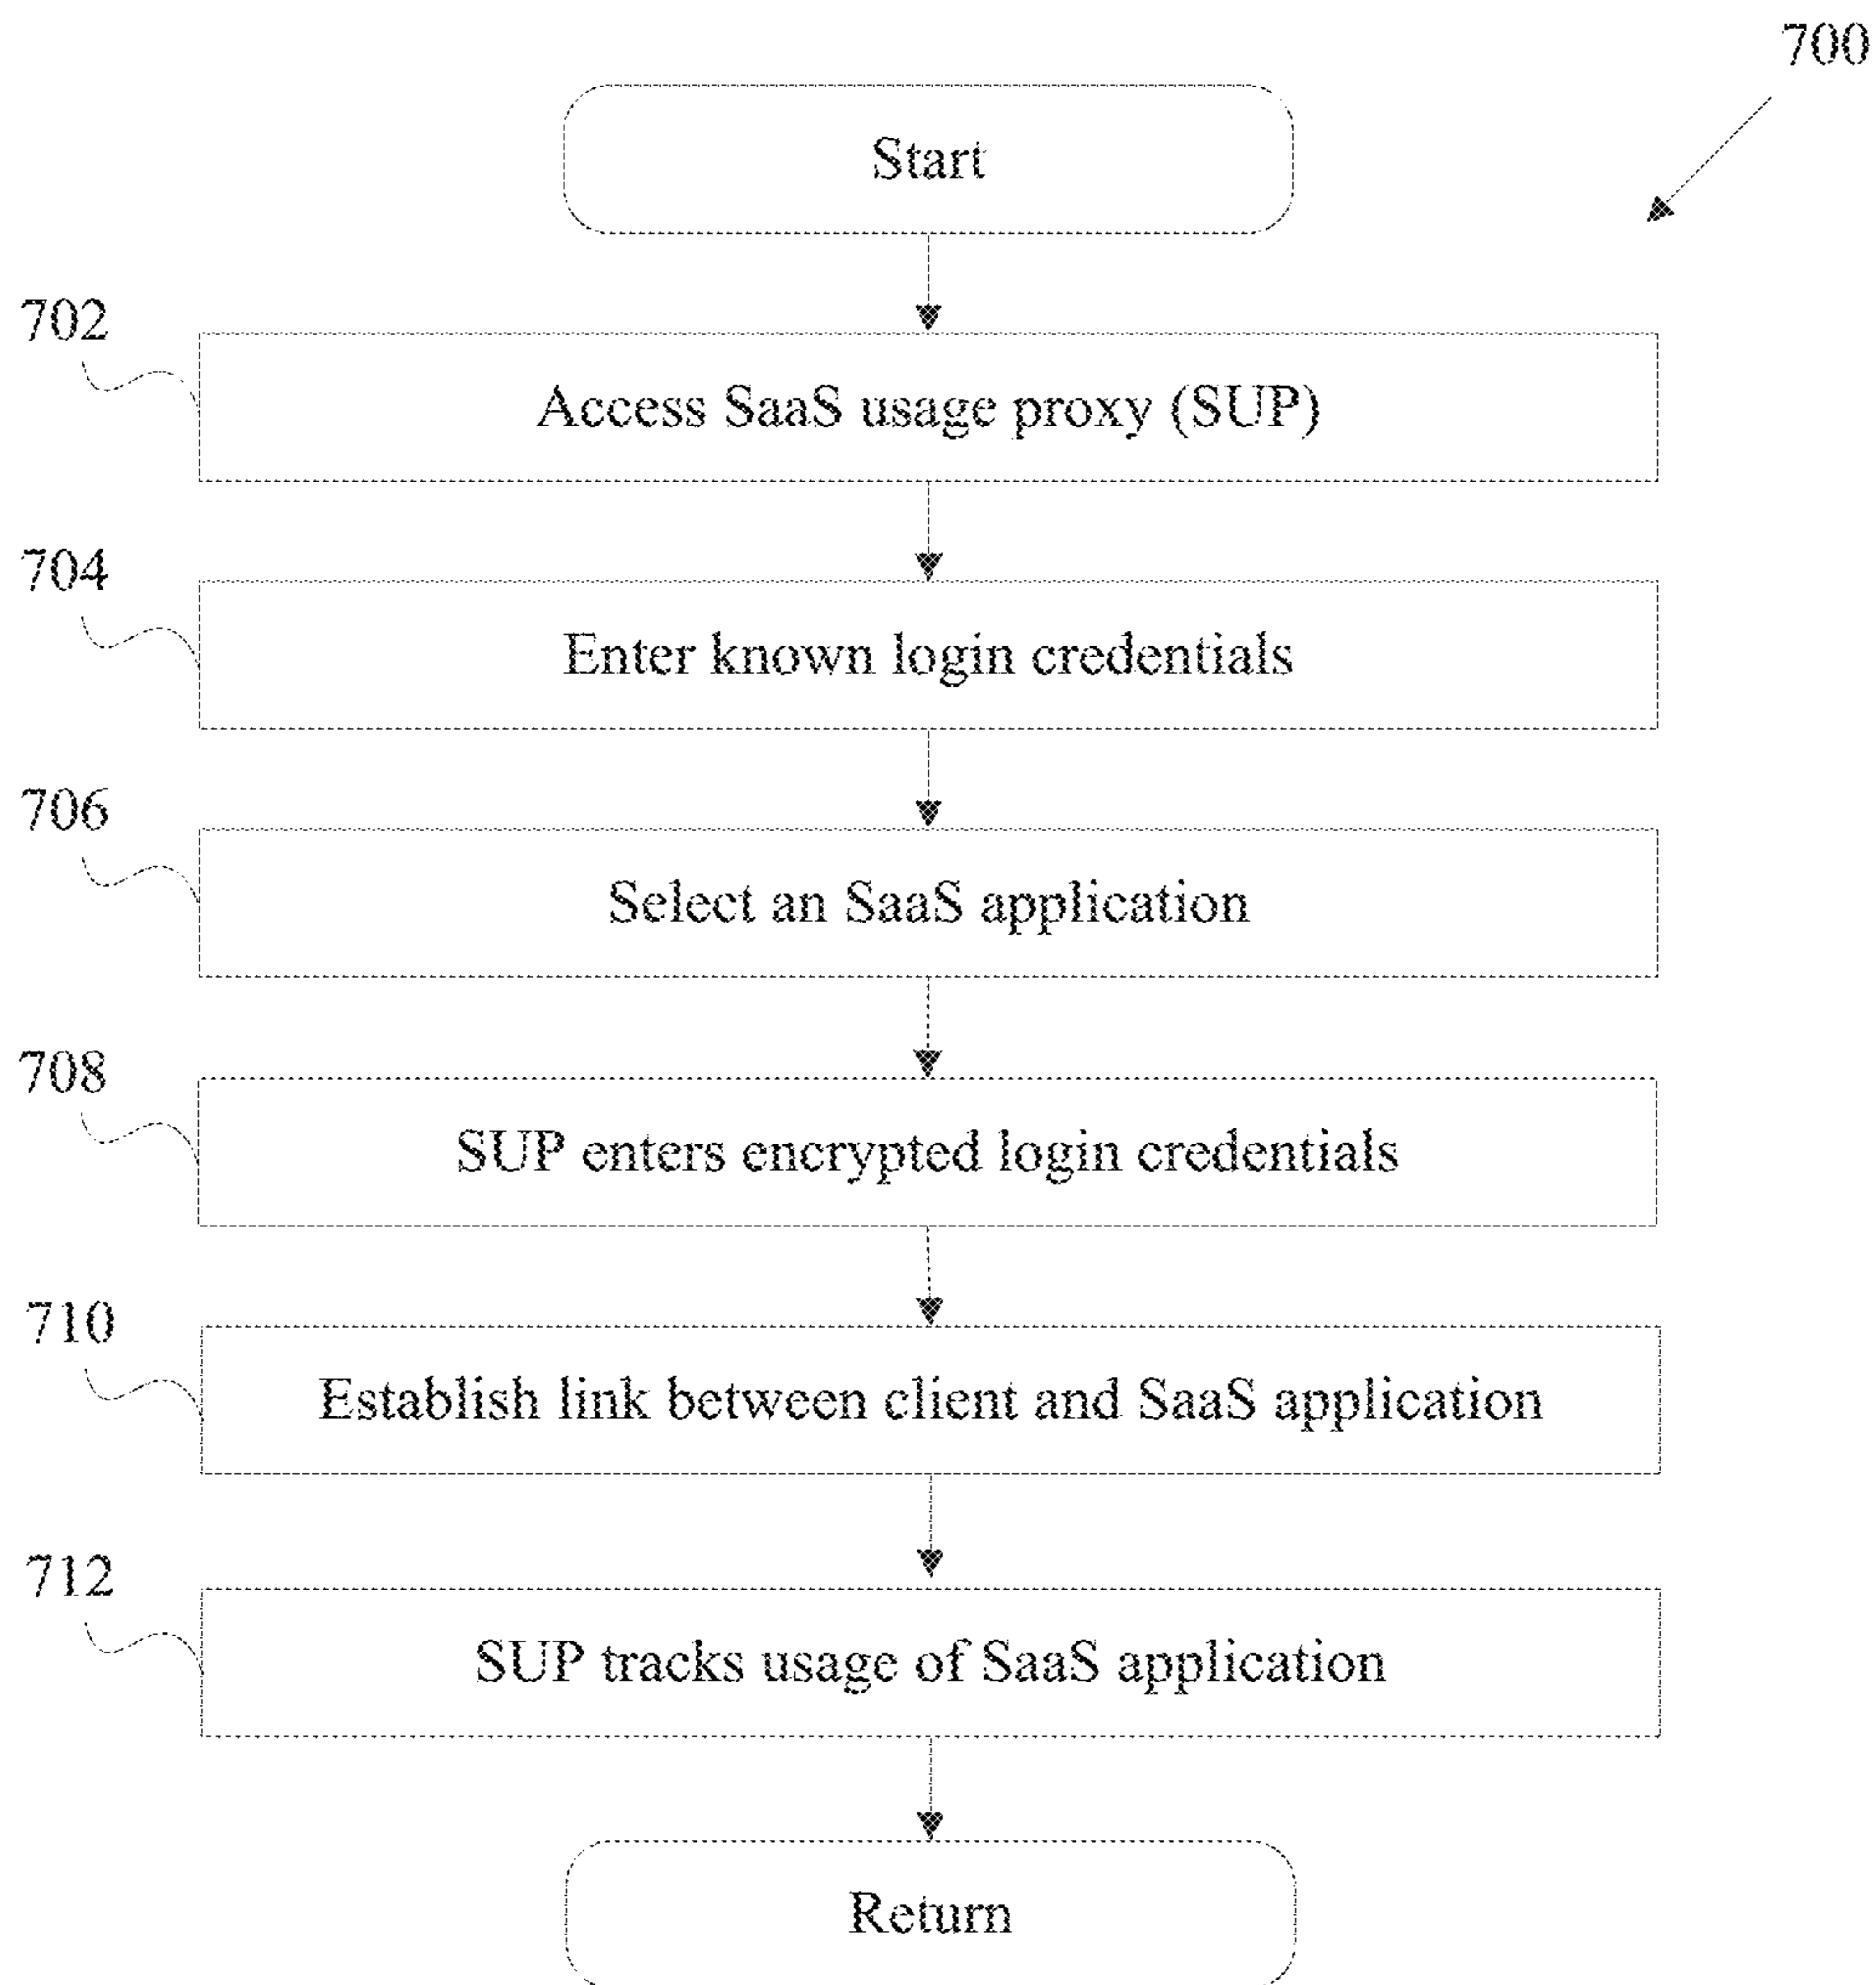 700
Start
702
Access SaaS usage proxy (SUP)
704
Enter known login credentials
706
Select an SaaS application
708
SUP enters encrypted login credentials
710
Establish link between client and SaaS application
712
SUP tracks usage of SaaS application
Return